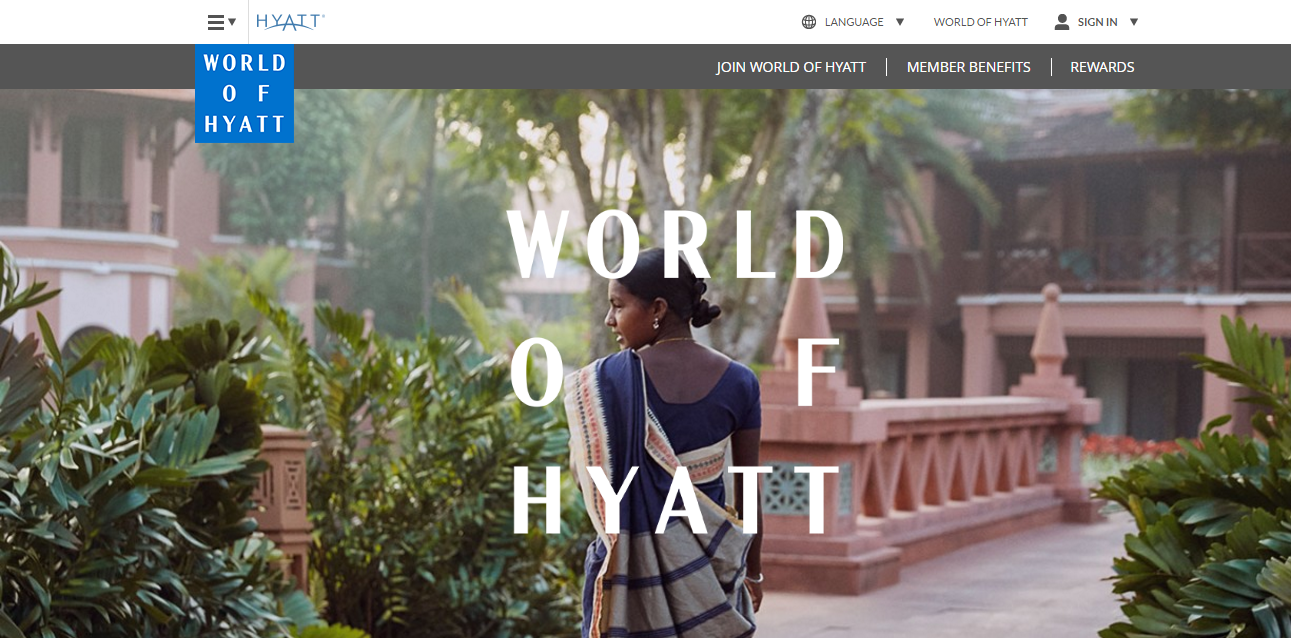 HYATT®
LANGUAGE
WORLD OF HYATT
SIGN IN
JOIN WORLD OF HYATT
MEMBER BENEFITS
REWARDS
WORLD
OF
HYATT
WORLD
OF
HYATT